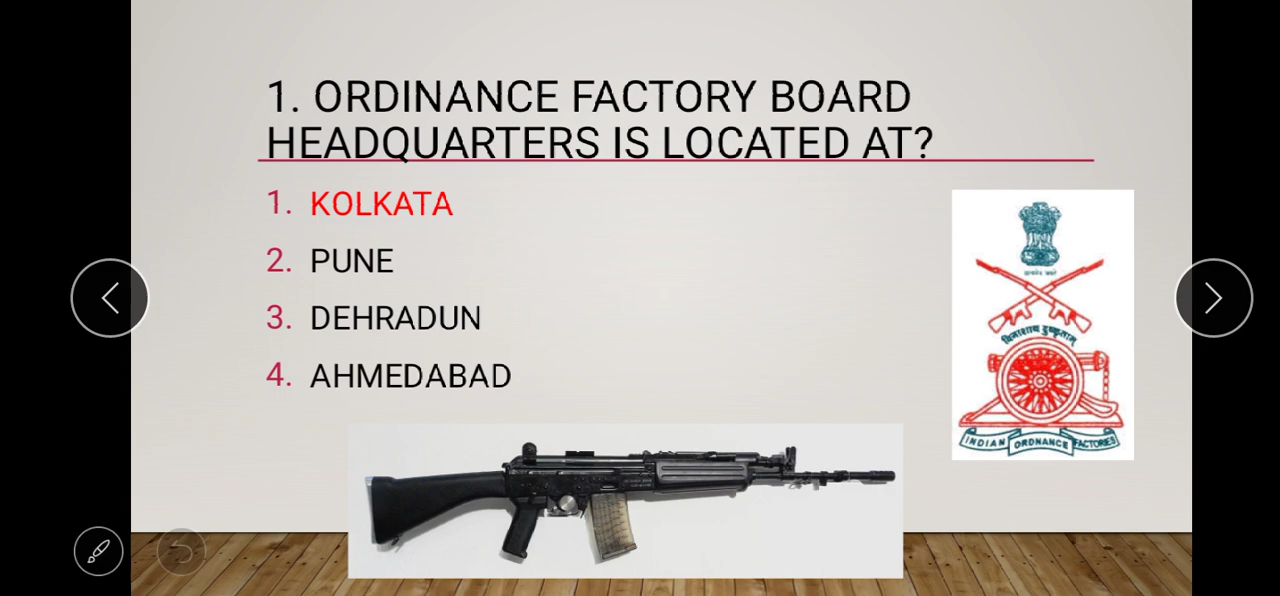 1. ORDINANCE FACTORY BOARD
HEADQUARTERS IS LOCATED AT?
1. KOLKATA
2. PUNE
3. DEHRADUN
4. AHMEDABAD
विनाशाय दुष्कृताम्
INDIAN ORDNANCE FACTORIES